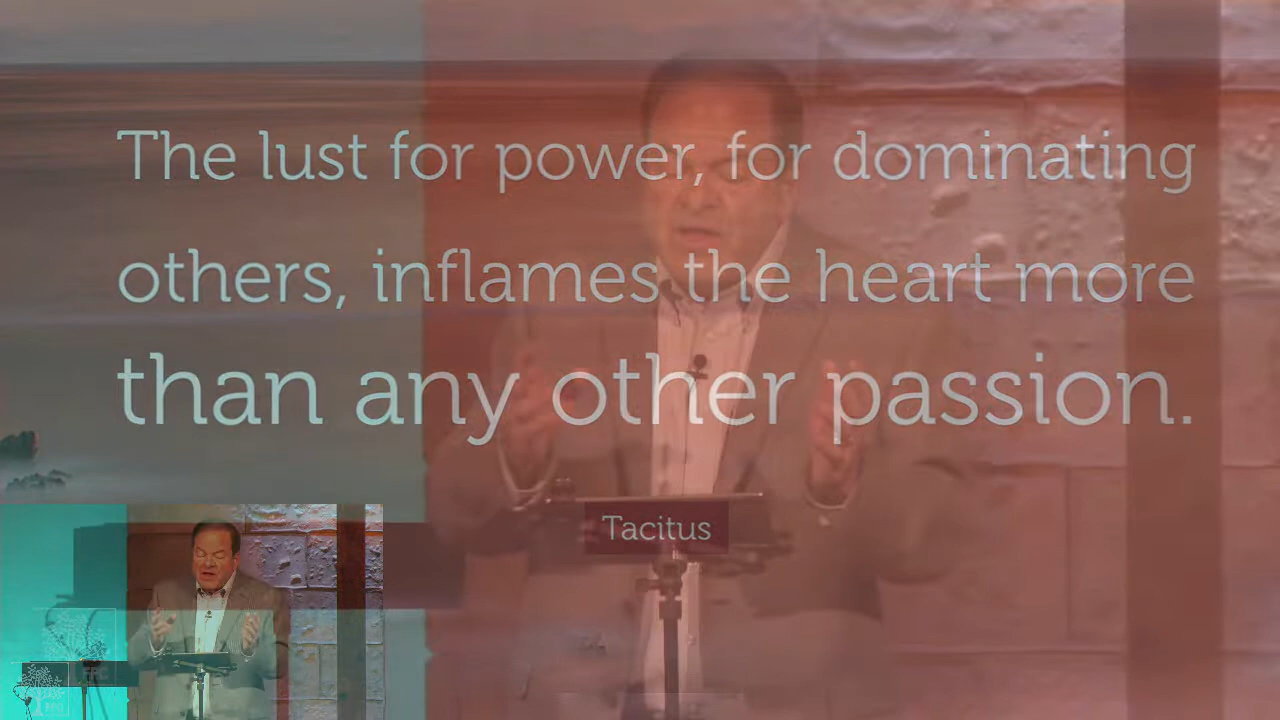 The lust for power, for dominating
others, inflames the heart more
than any other passion.
Tacitus